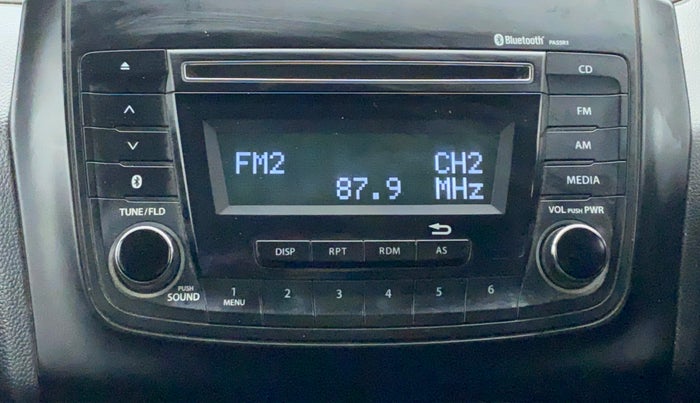 Bluetooth PASSR3
CD
FM
AM
MEDIA
FM2 CH2
87.9 MHz
TUNE/FLD
VOL PUSH PWR
DISP RPT RDM AS
PUSH
SOUND
1 2 3 4 5 6
MENU